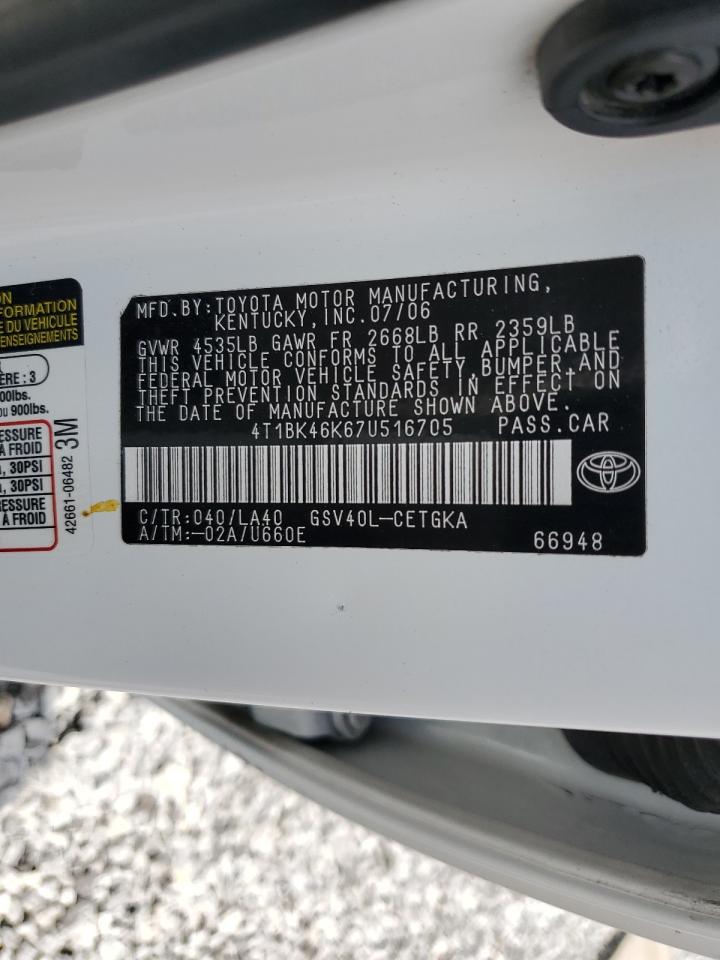 MFD.BY:TOYOTA MOTOR MANUFACTURING,
KENTUCKY,INC.07/06
GVWR 4535LB GAWR FR 2668LB RR 2359LB
THIS VEHICLE CONFORMS TO ALL APPLICABLE
FEDERAL MOTOR VEHICLE SAFETY,BUMPER,AND
THEFT PREVENTION STANDARDS IN EFFECT ON
THE DATE OF MANUFACTURE SHOWN ABOVE.
4T1BK46K67U516705 PASS.CAR
C/TR:040/LA40 GSV40L-CETGKA
A/TM:-02A/U660E 66948
ON
FORMATION
DU VÉHICULE
ENSEIGNEMENTS
ÈRE : 3
00lbs.
ou 900lbs.
ESSURE
À FROID
, 30PSI
, 30PSI
RESSURE
À FROID
42661-06482 3M